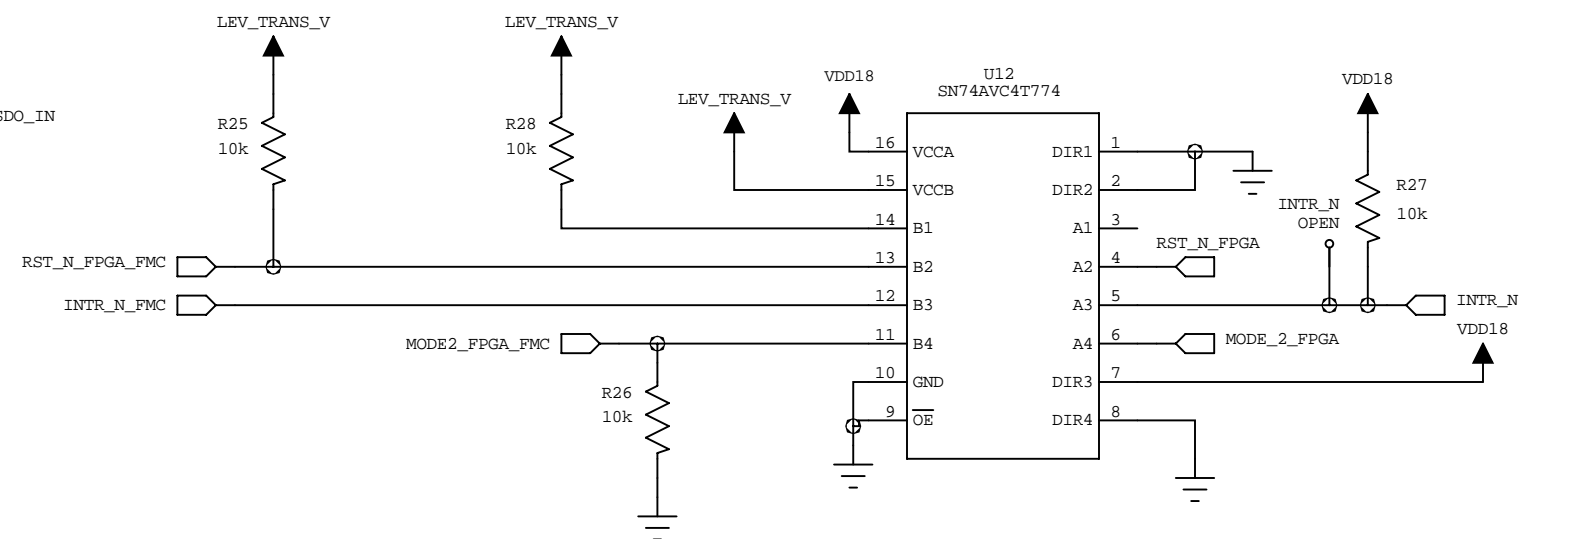 LEV_TRANS_V
LEV_TRANS_V
U12
SN74AVC4T774
VDD18
VDD18
LEV_TRANS_V
SDO_IN
R25
10k
R28
10k
16
VCCA
DIR1
1
15
VCCB
DIR2
2
R27
10k
INTR_N
OPEN
14
B1
A1
3
RST_N_FPGA
RST_N_FPGA_FMC
13
B2
A2
4
INTR_N_FMC
12
B3
A3
5
INTR_N
VDD18
MODE2_FPGA_FMC
11
B4
A4
6
MODE_2_FPGA
10
GND
DIR3
7
R26
10k
9
OE
DIR4
8